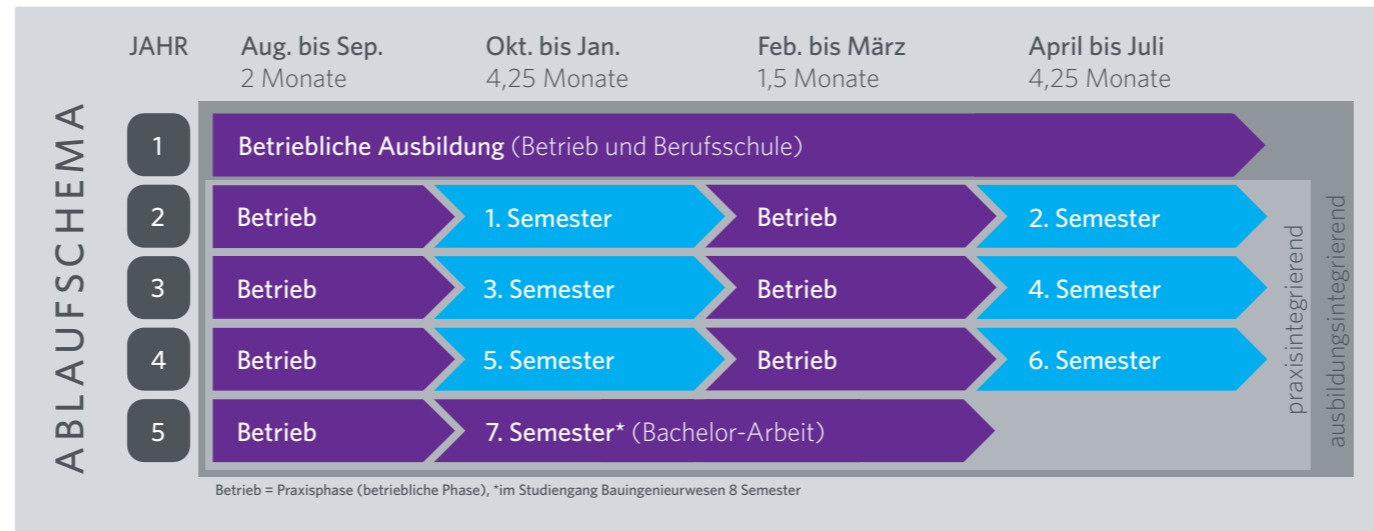 ABLAUFSCHEMA
JAHR
Aug. bis Sep.
2 Monate
Okt. bis Jan.
4,25 Monate
Feb. bis März
1,5 Monate
April bis Juli
4,25 Monate
1
Betriebliche Ausbildung (Betrieb und Berufsschule)
2
Betrieb
1. Semester
Betrieb
2. Semester
3
Betrieb
3. Semester
Betrieb
4. Semester
4
Betrieb
5. Semester
Betrieb
6. Semester
5
Betrieb
7. Semester* (Bachelor-Arbeit)
praxisintegrierend
ausbildungsintegrierend
Betrieb = Praxisphase (betriebliche Phase), *im Studiengang Bauingenieurwesen 8 Semester